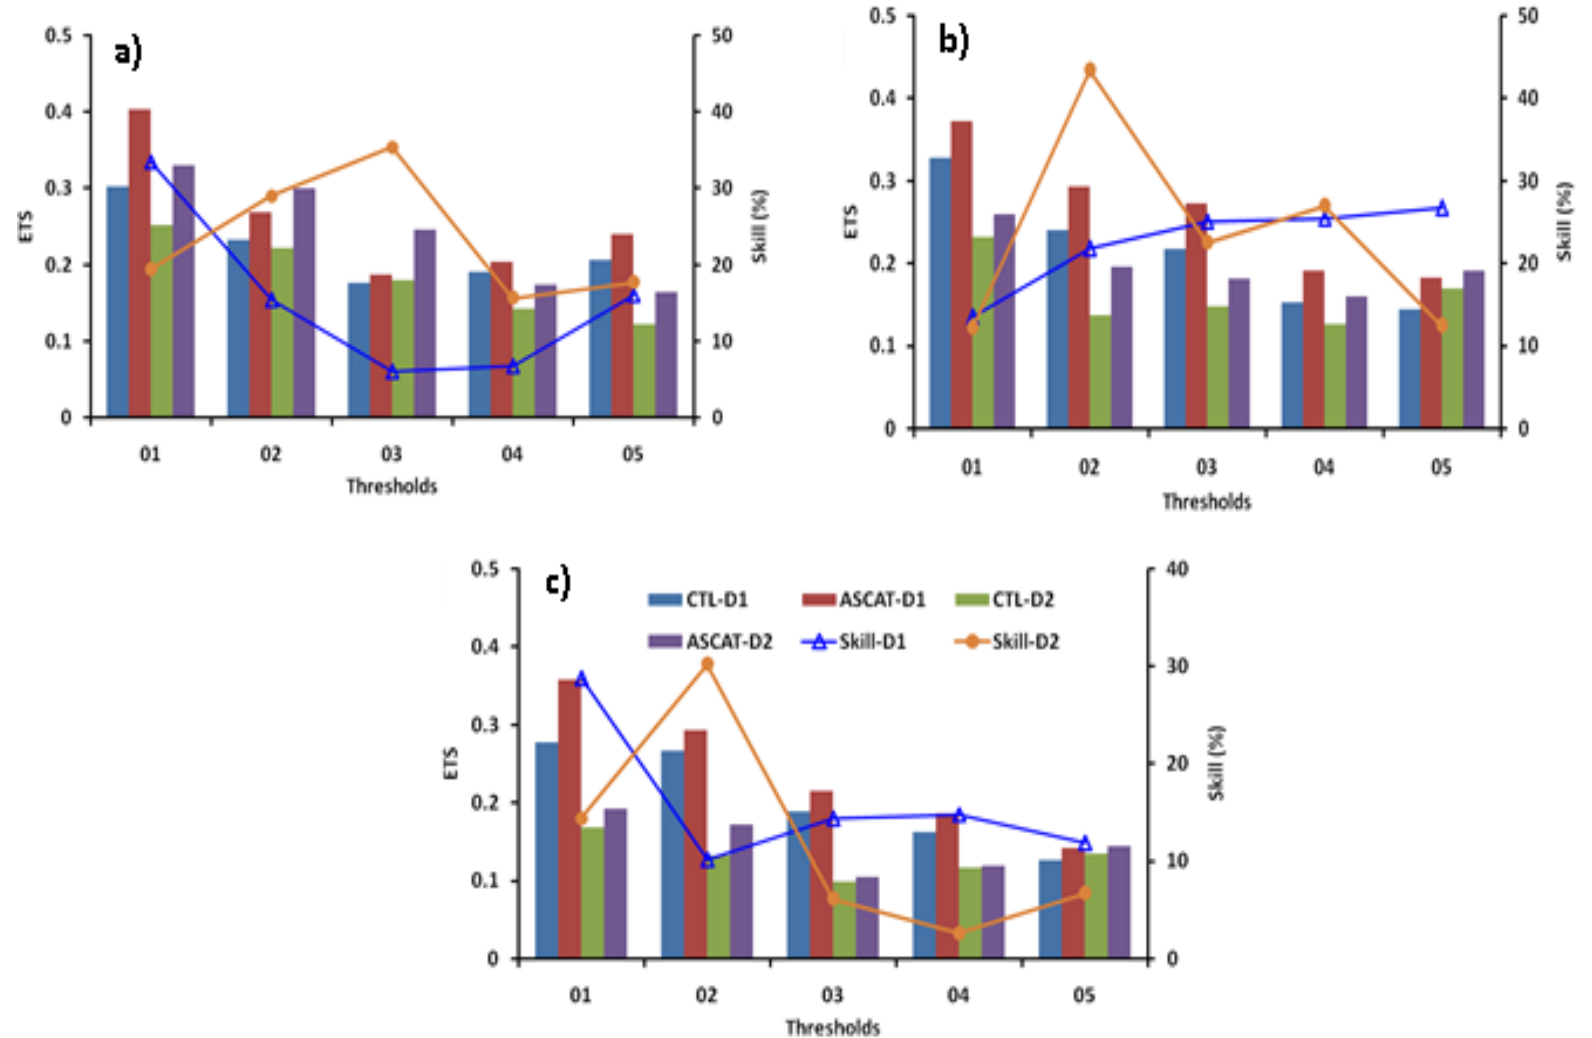 a)
0.5
0.4
0.3
0.2
0.1
0
ETS
50
40
30
20
10
0
Skill (%)
01 02 03 04 05
Thresholds
b)
0.5
0.4
0.3
0.2
0.1
0
ETS
50
40
30
20
10
0
Skill (%)
01 02 03 04 05
Thresholds
c)
0.5
0.4
0.3
0.2
0.1
0
ETS
CTL-D1 ASCAT-D1 CTL-D2
ASCAT-D2 Skill-D1 Skill-D2
40
30
20
10
0
Skill (%)
01 02 03 04 05
Thresholds